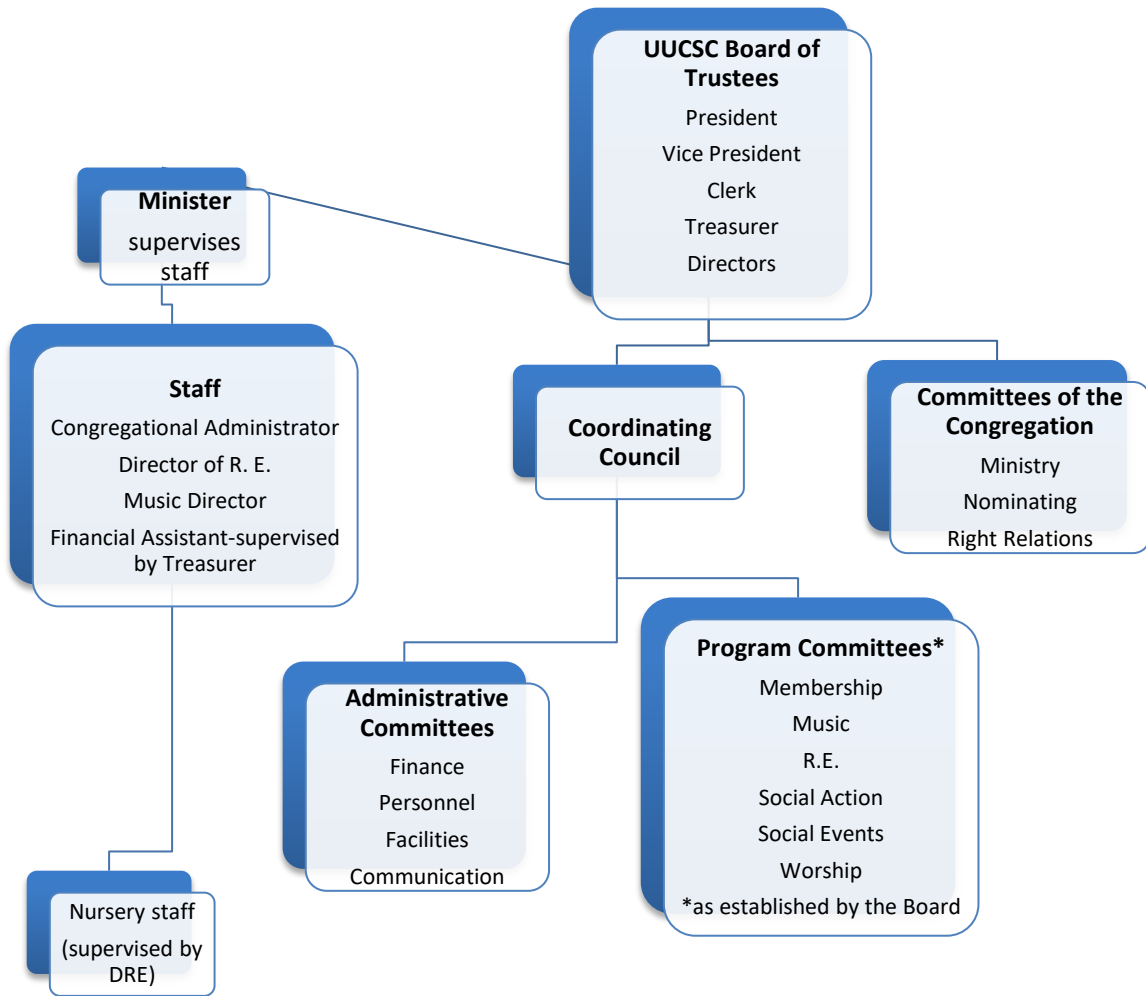 UUCSC Board of
Trustees
President
Vice President
Clerk
Treasurer
Directors
Minister
supervises
staff
Staff
Congregational Administrator
Director of R. E.
Music Director
Financial Assistant-supervised
by Treasurer
Coordinating
Council
Committees of the
Congregation
Ministry
Nominating
Right Relations
Administrative
Committees
Finance
Personnel
Facilities
Communication
Program Committees*
Membership
Music
R.E.
Social Action
Social Events
Worship
*as established by the Board
Nursery staff
(supervised by
DRE)